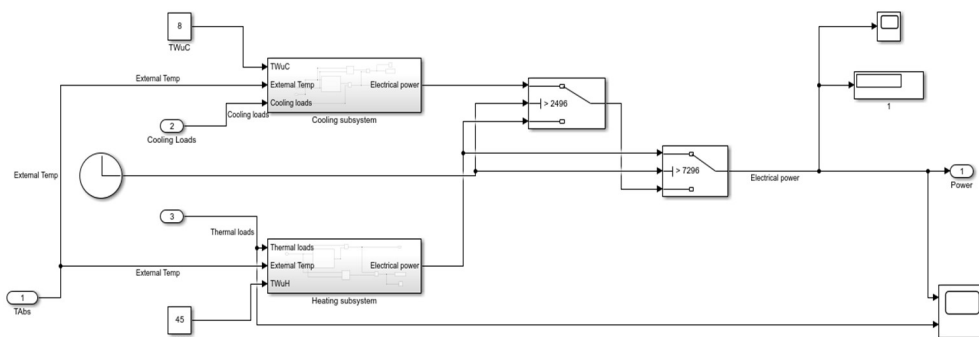 8
TWuC
External Temp
TWuC
External Temp
Cooling loads
Electrical power
Cooling subsystem
Cooling loads
2
Cooling Loads
> 2496
1
> 7296
External Temp
Electrical power
1
Power
3
Thermal loads
Thermal loads
External Temp
TWuH
Electrical power
Heating subsystem
External Temp
1
TAbs
45